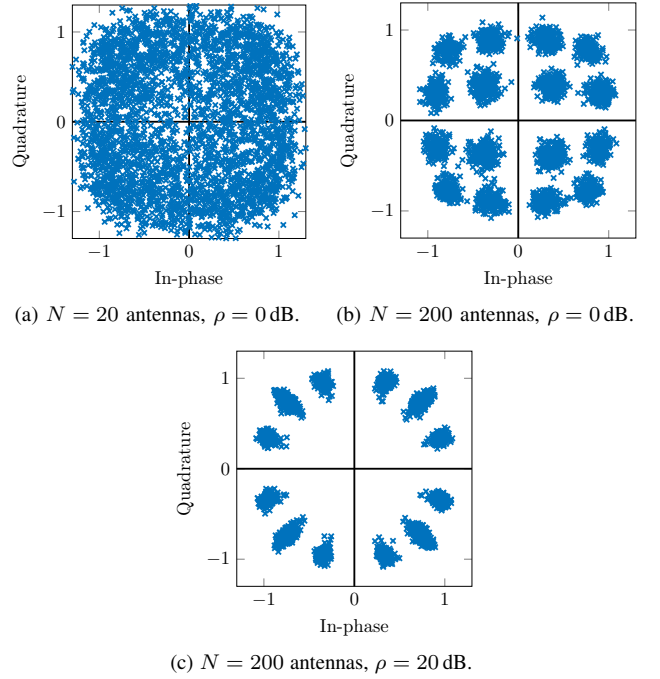 1
0
−1
Quadrature
−1
0
1
In-phase
(a) N = 20 antennas, ρ = 0 dB.
1
0
−1
Quadrature
−1
0
1
In-phase
(b) N = 200 antennas, ρ = 0 dB.
1
0
−1
Quadrature
−1
0
1
In-phase
(c) N = 200 antennas, ρ = 20 dB.